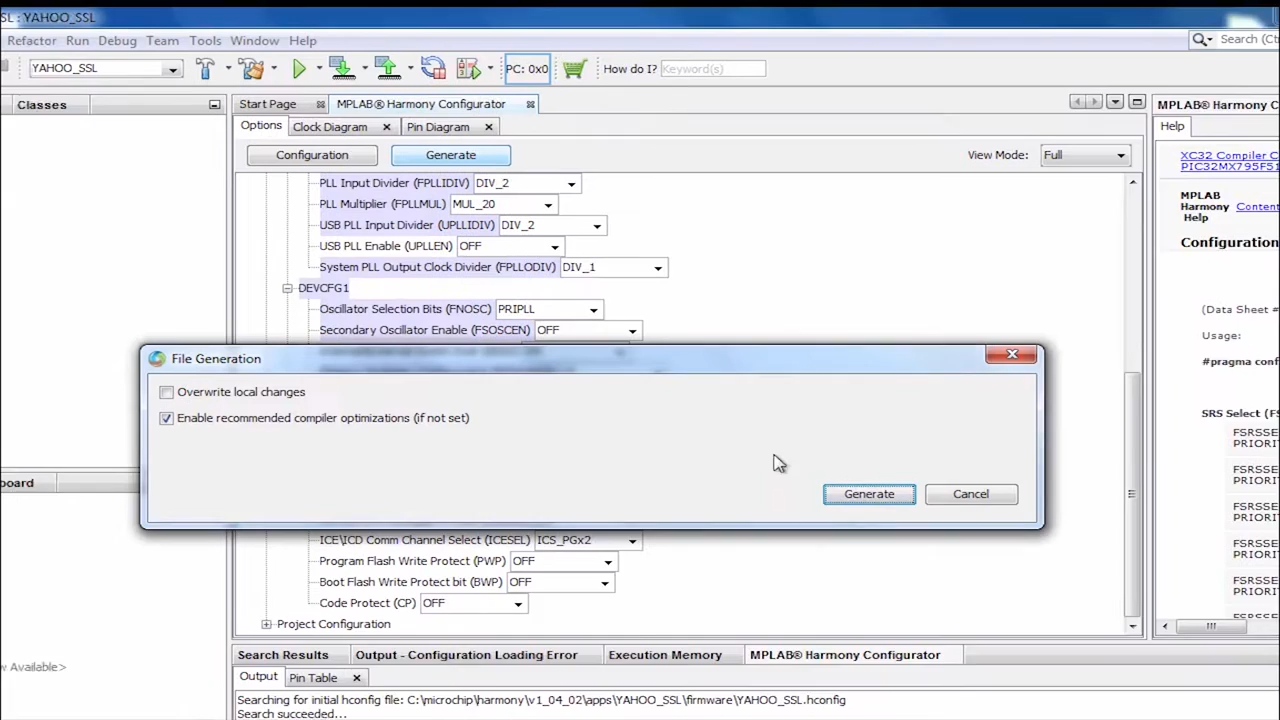 SL : YAHOO_SSL
Refactor Run Debug Team Tools Window Help
Search (Ct
YAHOO_SSL
PC: 0x0
How do I? Keyword(s)
Classes
Start Page
MPLAB® Harmony Configurator
MPLAB® Harmony C
Options
Clock Diagram
Pin Diagram
Help
Configuration
Generate
View Mode: Full
XC32 Compiler C
PIC32MX795F51
PLL Input Divider (FPLLIDIV) DIV_2
PLL Multiplier (FPLLMUL) MUL_20
USB PLL Input Divider (UPLLIDIV) DIV_2
USB PLL Enable (UPLLEN) OFF
System PLL Output Clock Divider (FPLLODIV) DIV_1
DEVCFG1
Oscillator Selection Bits (FNOSC) PRIPLL
Secondary Oscillator Enable (FSOSCEN) OFF
MPLAB
Harmony Content
Help
Configuration
(Data Sheet #
Usage:
#pragma conf
SRS Select (FS
FSRSSE
PRIORIT
FSRSSE
PRIORIT
FSRSSE
PRIORIT
FSRSSE
PRIORIT
FSRSSE
PRIORIT
File Generation
Overwrite local changes
Enable recommended compiler optimizations (if not set)
Generate
Cancel
oard
ICE\ICD Comm Channel Select (ICESEL) ICS_PGx2
Program Flash Write Protect (PWP) OFF
Boot Flash Write Protect bit (BWP) OFF
Code Protect (CP) OFF
Project Configuration
w Available>
Search Results
Output - Configuration Loading Error
Execution Memory
MPLAB® Harmony Configurator
Output
Pin Table
Searching for initial hconfig file: C:\microchip\harmony\v1_04_02\apps\YAHOO_SSL\firmware\YAHOO_SSL.hconfig
Search succeeded...